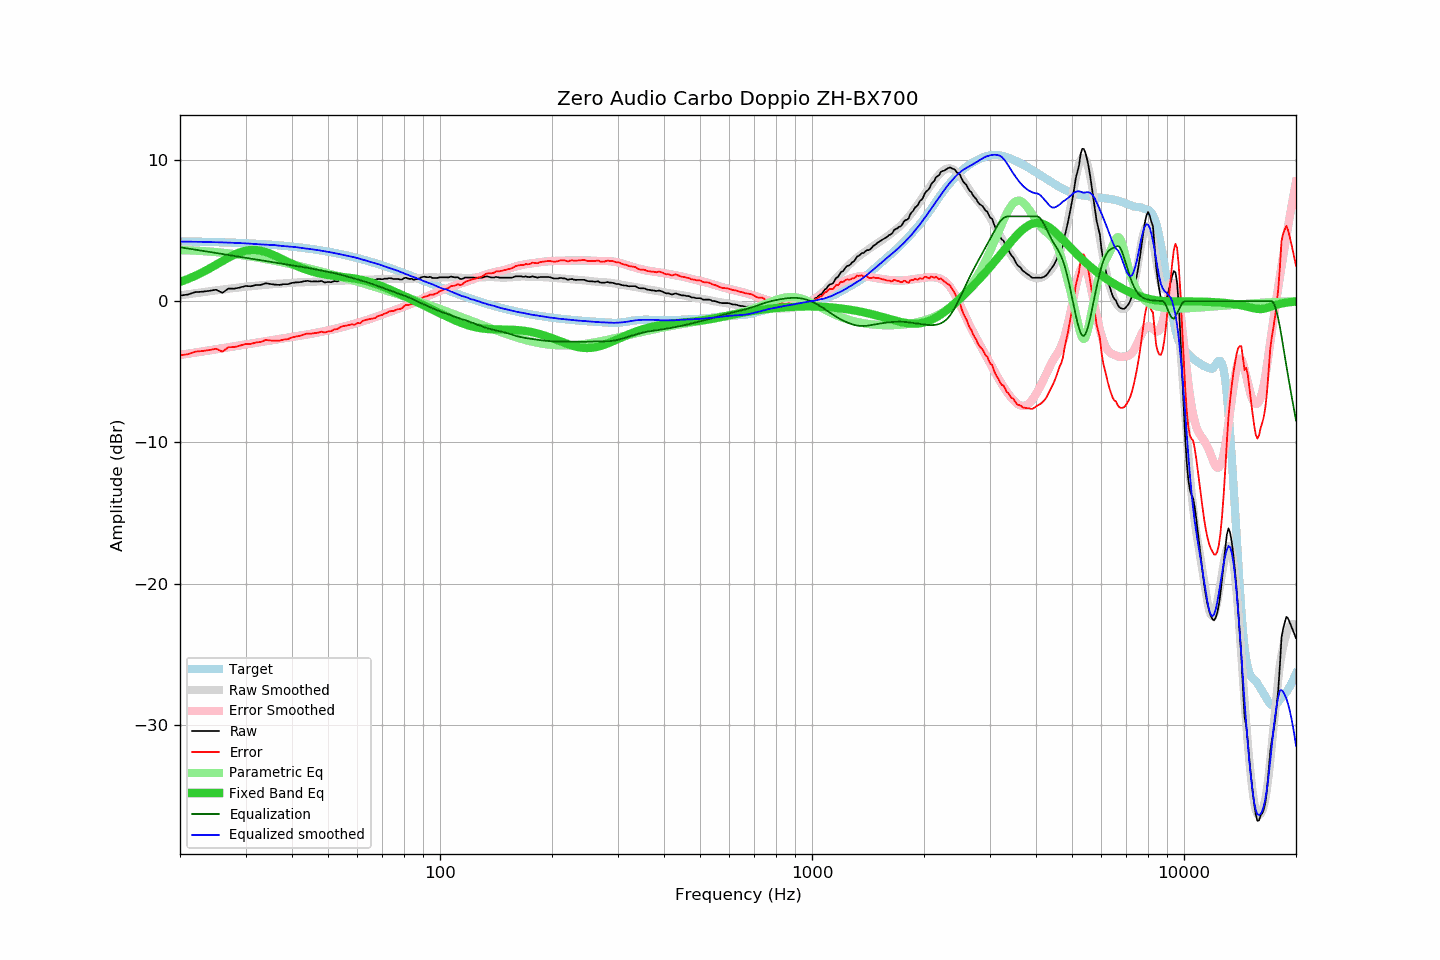 Zero Audio Carbo Doppio ZH-BX700
10
0
−10
−20
−30
Amplitude (dBr)
Target
Raw Smoothed
Error Smoothed
Raw
Error
Parametric Eq
Fixed Band Eq
Equalization
Equalized smoothed
100
1000
10000
Frequency (Hz)